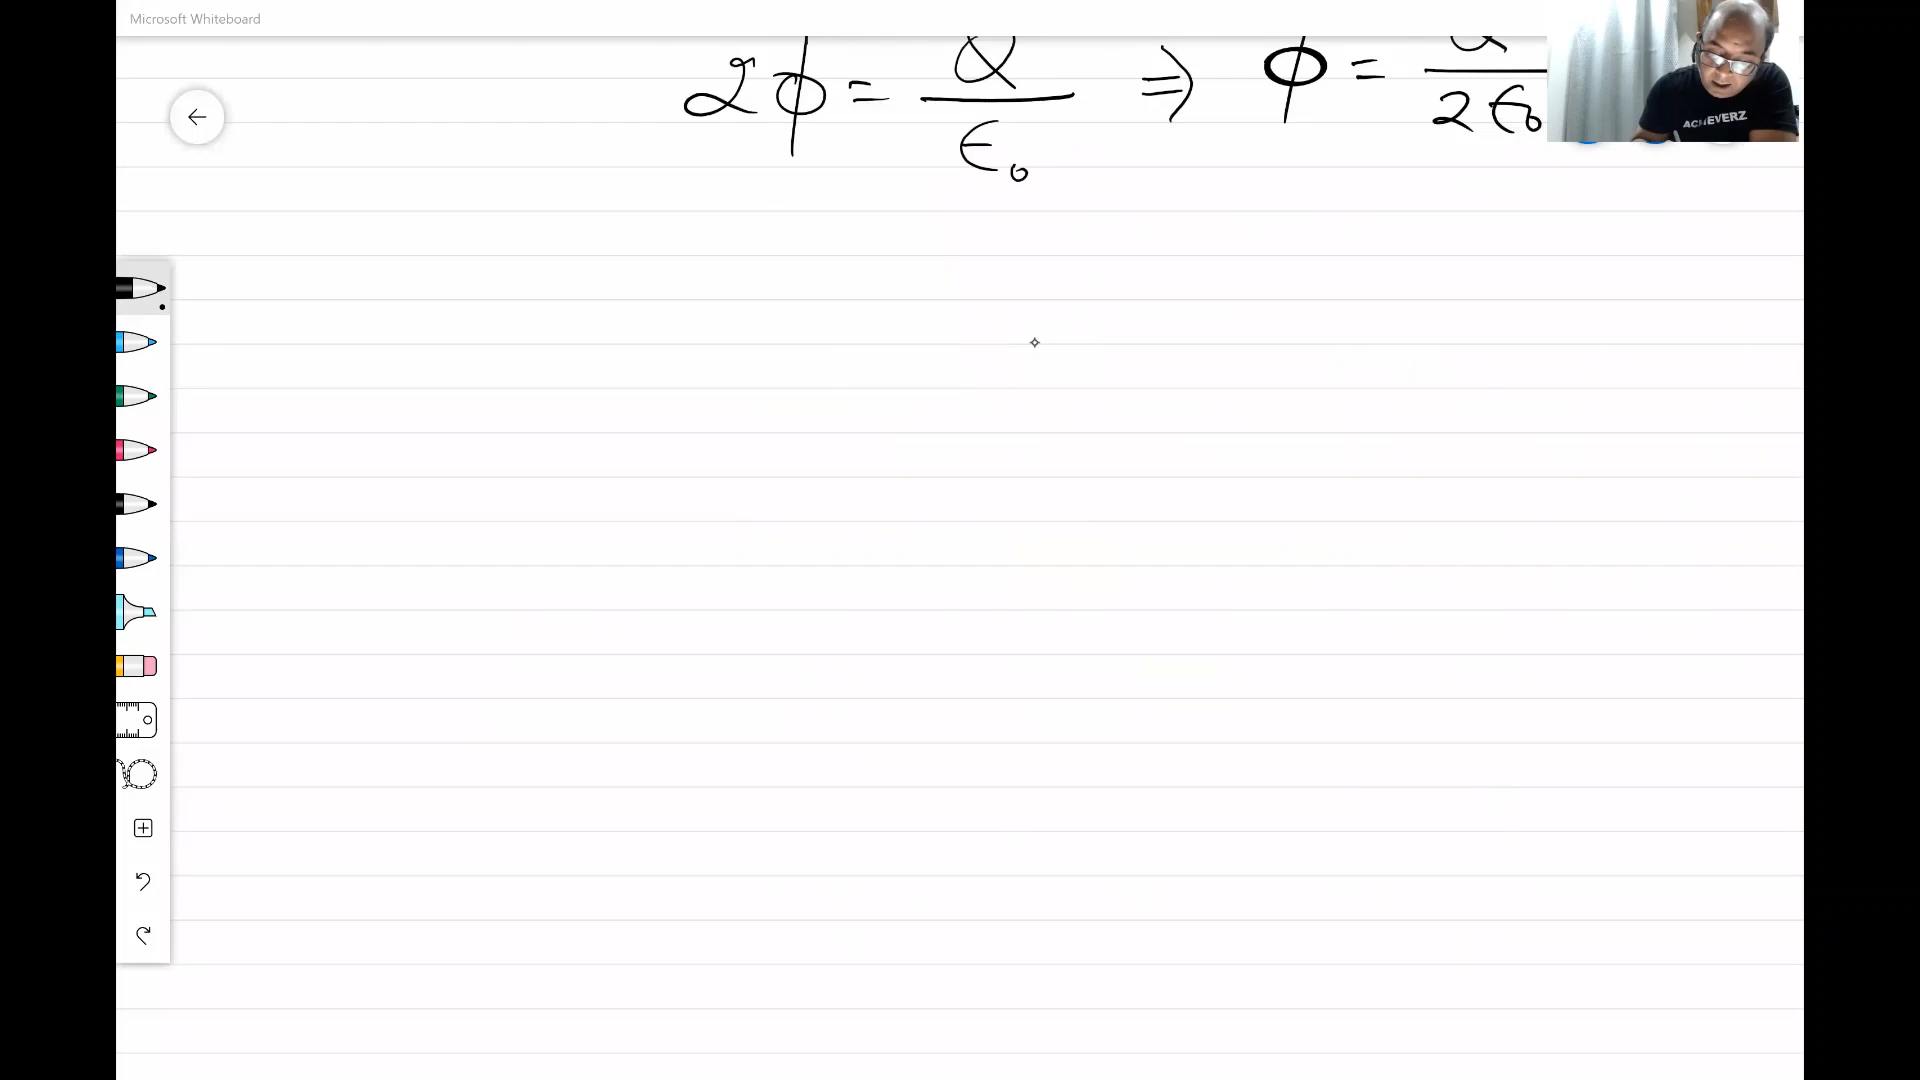 Microsoft Whiteboard
2ϕ = Q/ϵ₀ ⇒ ϕ = Q/2ϵ₀
ACHIEVERZ